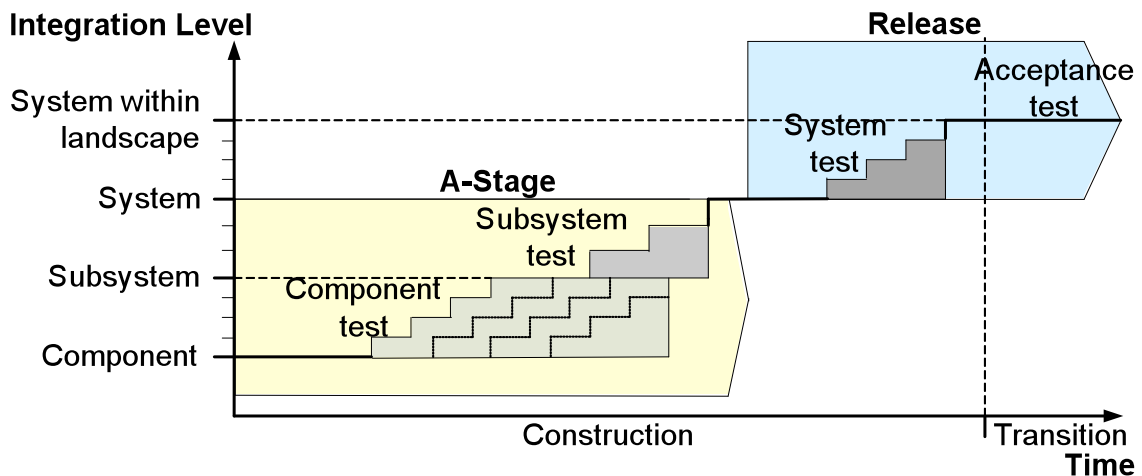 Integration Level
Release
System within
landscape
Acceptance
test
System
test
A-Stage
System
Subsystem
test
Subsystem
Component
test
Component
Construction
Transition
Time